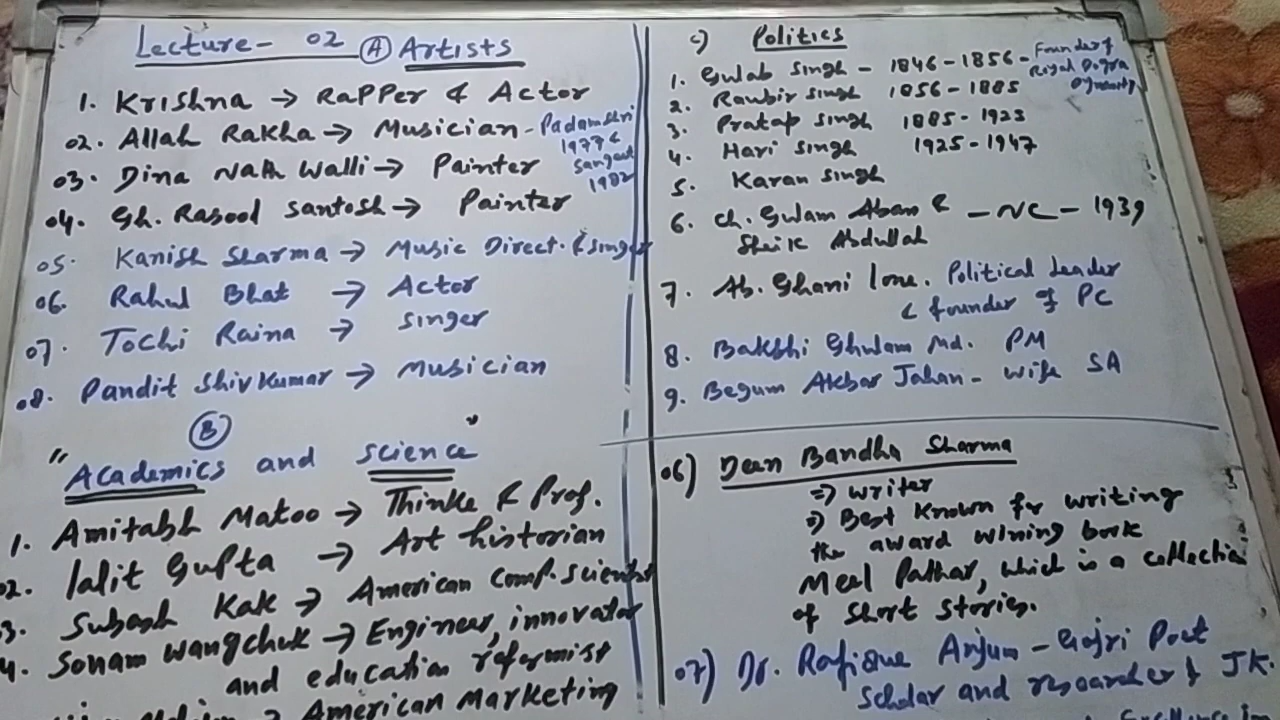 Lecture- 02 (A) Artists
1. Krishna → Rapper & Actor
02. Allah Rakha → Musician - Padamshri
1977 &
Sangeet
1982
03. Dina Nath Walli → Painter
04. Gh. Rasool Santosh → Painter
05. Kanish Sharma → Music Direct. & singer
06. Rahul Bhat → Actor
07. Tochi Raina → Singer
08. Pandit Shiv Kumar → Musician
(B)
"Academics and science"
1. Amitabh Matoo → Thinke & Prof.
02. lalit Gupta → Art historian
3. Subash Kak → American Comp. scientist
4. Sonam wangchuk → Engineer, innovator
and education reformist
→ American Marketing
c) Politics
1. Gulab Singh - 1846 - 1856 - Founder of
Royal Dogra
Dynasty
2. Ranbir singh 1856 - 1885
3. Pratap Singh 1885 - 1925
4. Hari Singh 1925 - 1947
5. Karan Singh
6. Ch. Gulam Abass & - NC - 1939
Sheik Abdullah
7. Ab. Ghani lone. Political Leader
& founder of PC
8. Bakshi Ghulam Md. PM
9. Begum Akbar Jahan - wife SA
06) Deen Bandhu Sharma
⇒ writer
⇒ Best Known for writing
the award wining book
Meel Pathar, which is a collection
of Short Stories.
07) Dr. Rafique Anjum - Gojri Poet
Scholar and researcher of JK.
Excellence in